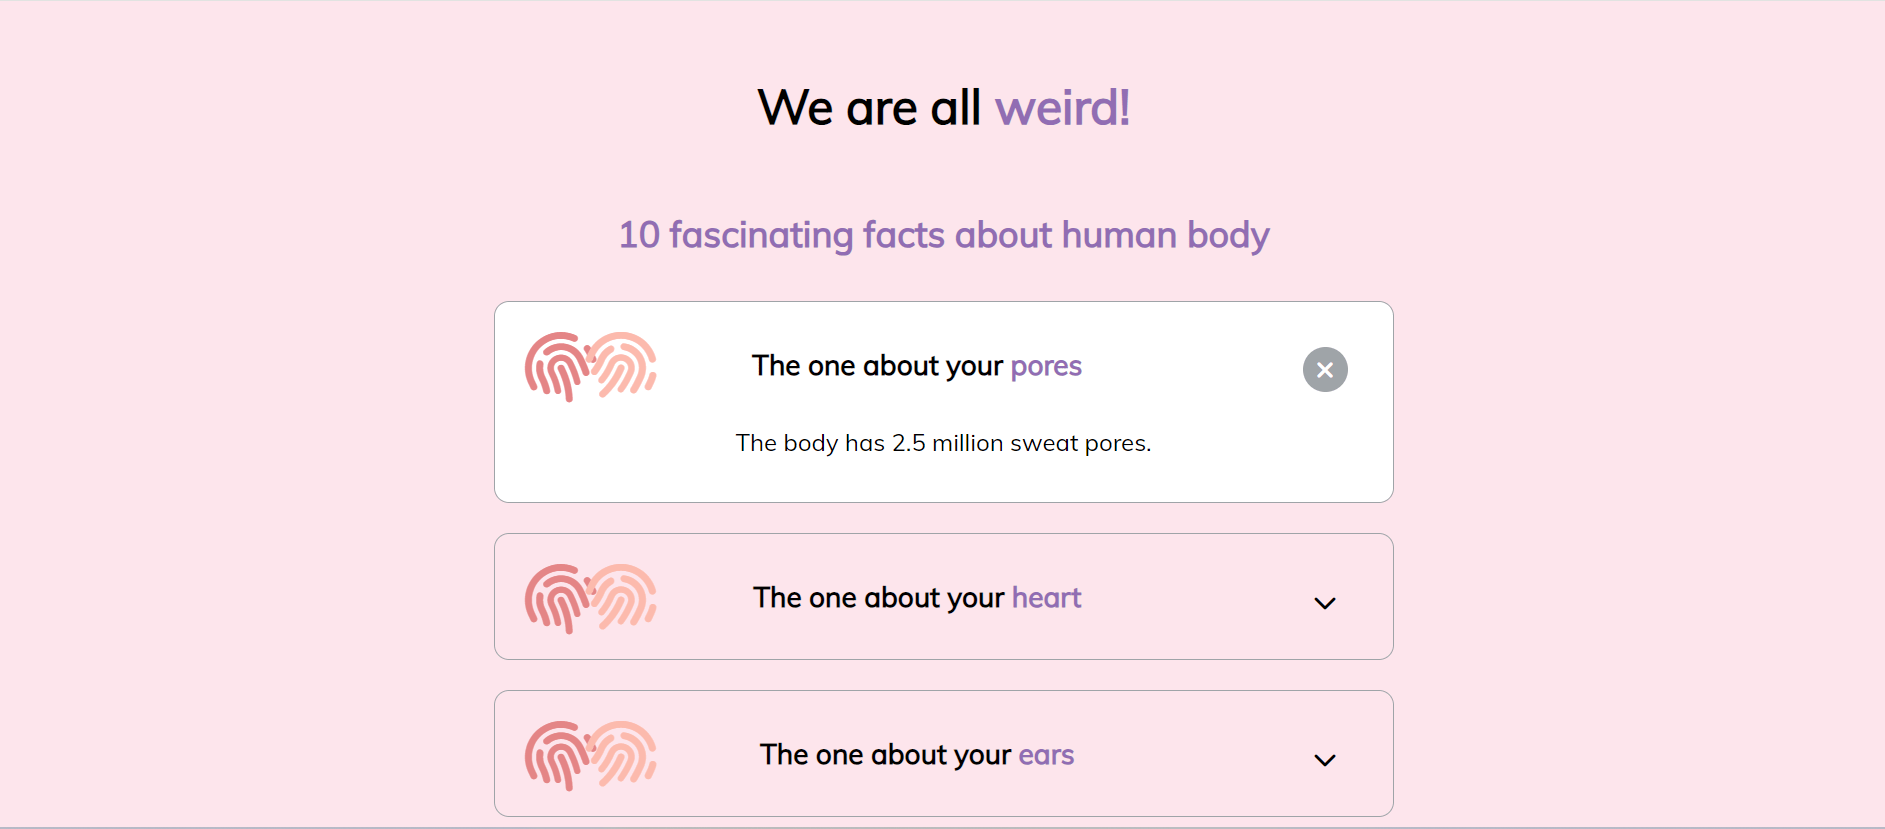 We are all weird!
10 fascinating facts about human body
The one about your pores
The body has 2.5 million sweat pores.
The one about your heart
The one about your ears